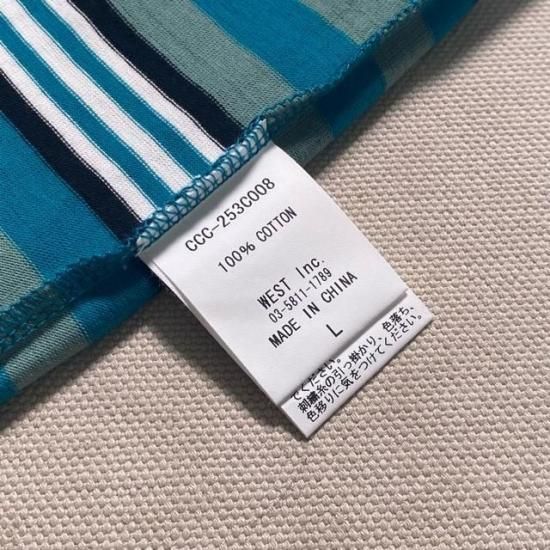 CCC-253C008
100% COTTON
WEST Inc.
03-5811-1789
MADE IN CHINA
L
てください。
刺繍糸の引っ掛かり、色落ち、
色移りに気をつけてください。